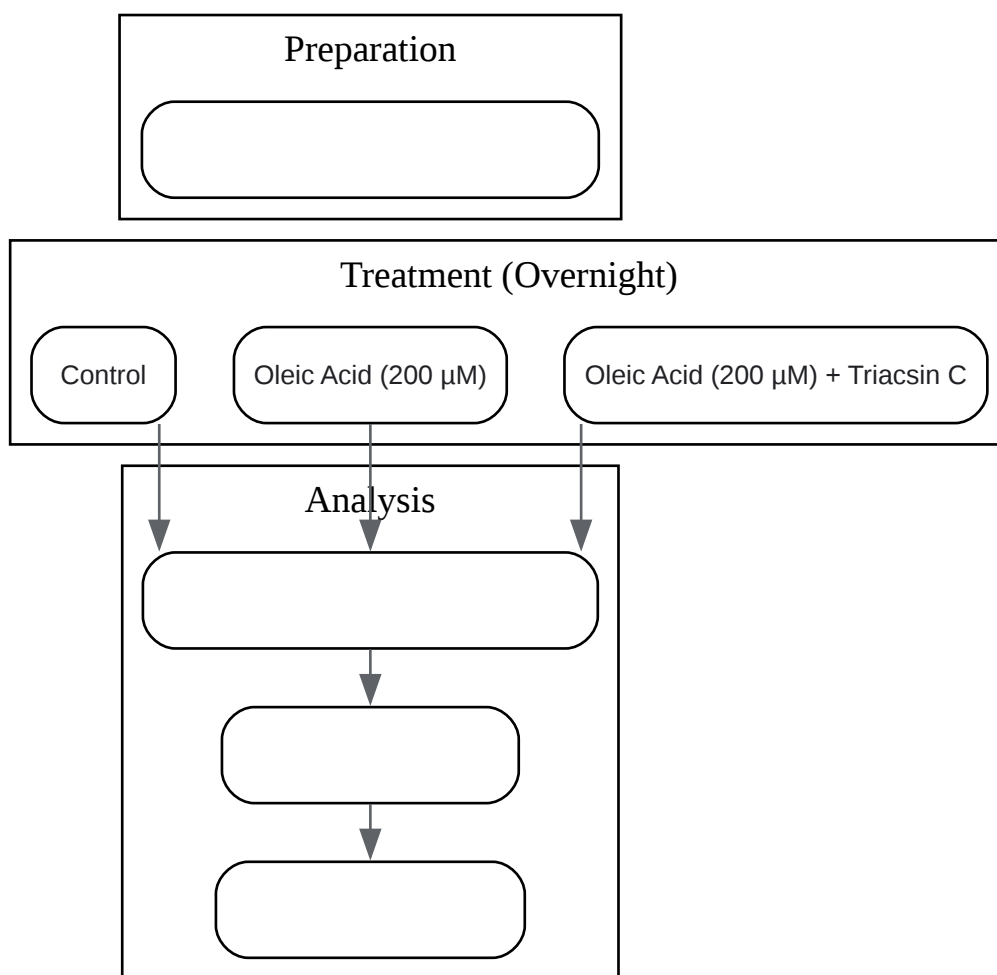 Preparation
Treatment (Overnight)
Control
Oleic Acid (200 µM)
Oleic Acid (200 µM) + Triacsin C
Analysis